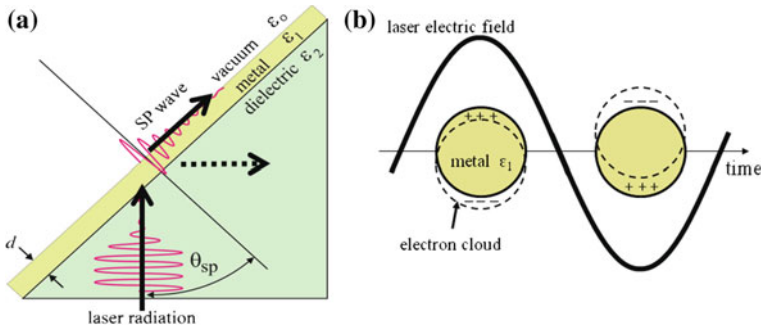 (a)
vacuum ε₀
metal ε₁
dielectric ε₂
SP wave
d
θsp
laser radiation
(b)
laser electric field
+ + +
metal ε₁
– – –
electron cloud
– – –
+ + +
time